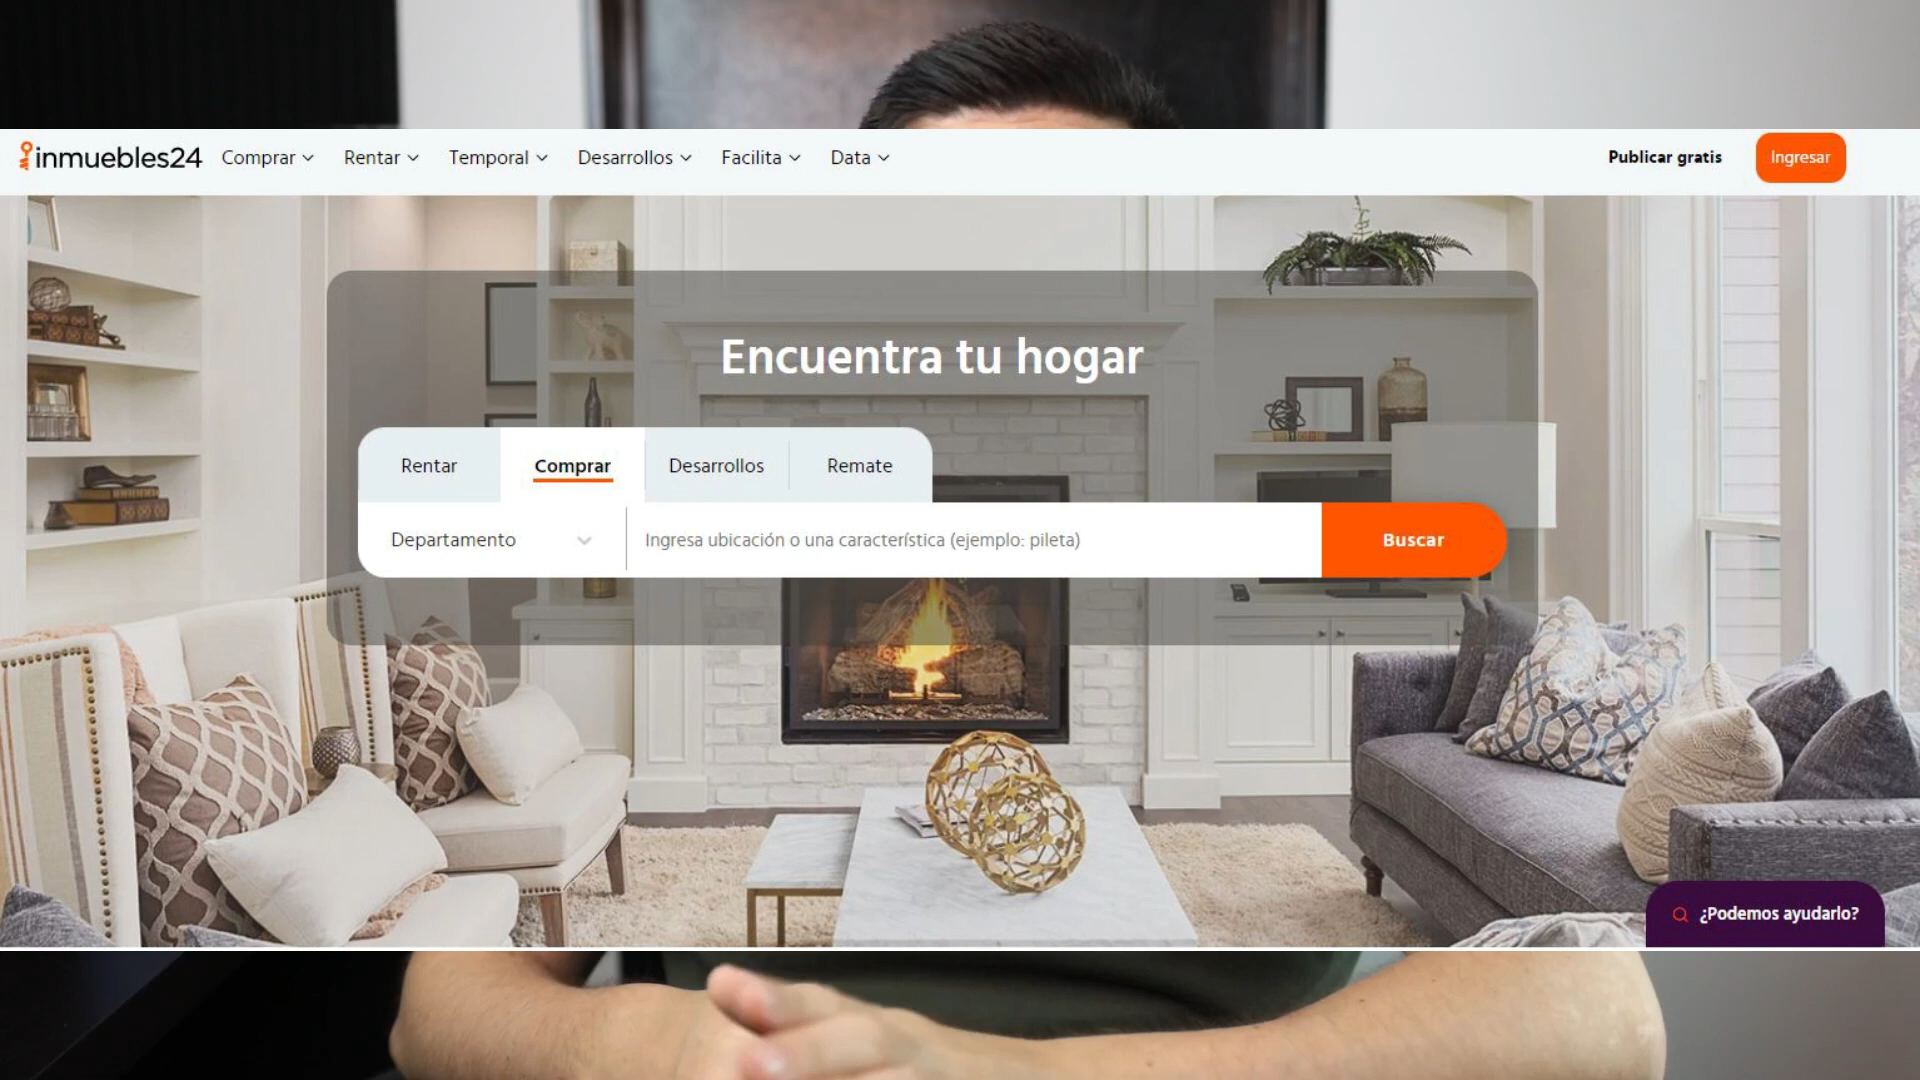 inmuebles24 Comprar Rentar Temporal Desarrollos Facilita Data Publicar gratis Ingresar
Encuentra tu hogar
Rentar Comprar Desarrollos Remate
Departamento Ingresa ubicación o una característica (ejemplo: pileta) Buscar
¿Podemos ayudarlo?